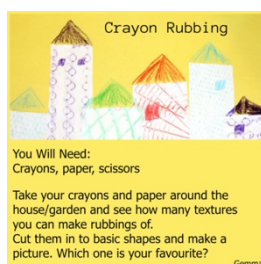 Crayon Rubbing
You Will Need:
Crayons, paper, scissors
Take your crayons and paper around the
house/garden and see how many textures
you can make rubbings of.
Cut them in to basic shapes and make a
picture. Which one is your favourite?
Gemma